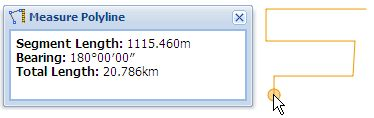 Measure Polyline
Segment Length: 1115.460m
Bearing: 180°00'00"
Total Length: 20.786km